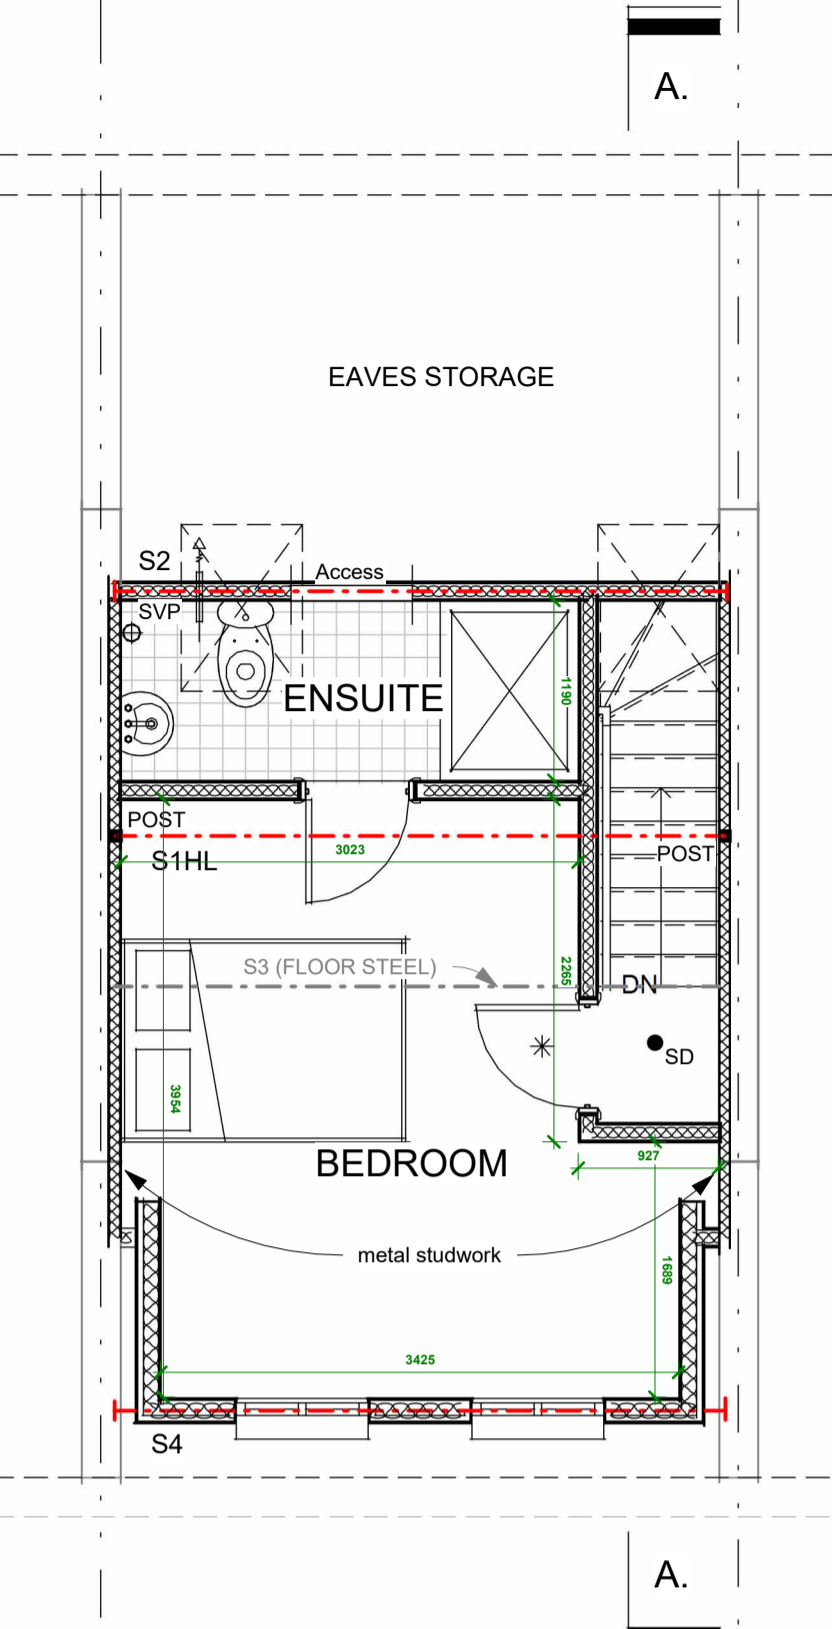 A.
EAVES STORAGE
S2
Access
SVP
1190
ENSUITE
POST
3023
POST
S1HL
S3 (FLOOR STEEL)
2265
DN
SD
3954
BEDROOM
927
metal studwork
1689
3425
S4
A.